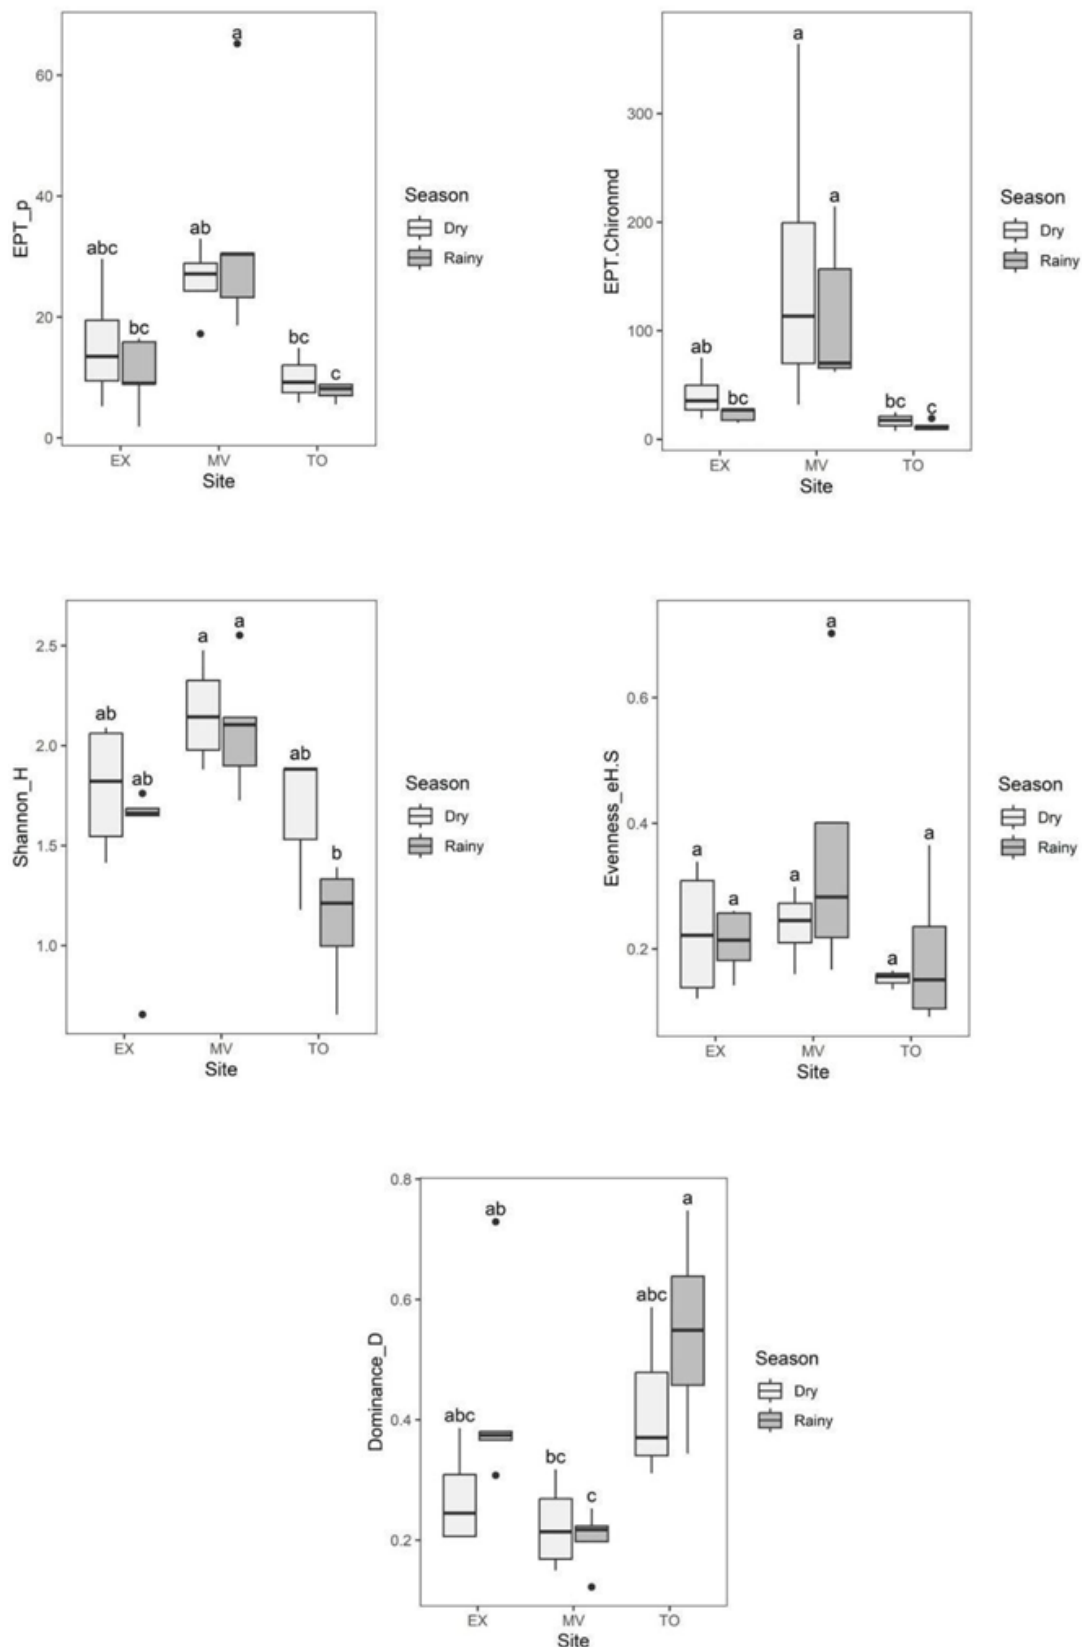 a
a
60
300
EPT_p
40
Season
Dry
Rainy
abc
ab
bc
20
bc
c
0
EX
MV
TO
Site
EPT.Chironmd
200
a
Season
Dry
Rainy
100
ab
bc
bc
c
0
EX
MV
TO
Site
Shannon_H
2.5
a
a
ab
2.0
ab
ab
1.5
b
1.0
Season
Dry
Rainy
EX
MV
TO
Site
Evenness_eH.S
a
0.6
0.4
a
a
a
a
a
0.2
Season
Dry
Rainy
EX
MV
TO
Site
Dominance_D
0.8
ab
a
0.6
abc
0.4
abc
bc
c
0.2
Season
Dry
Rainy
EX
MV
TO
Site